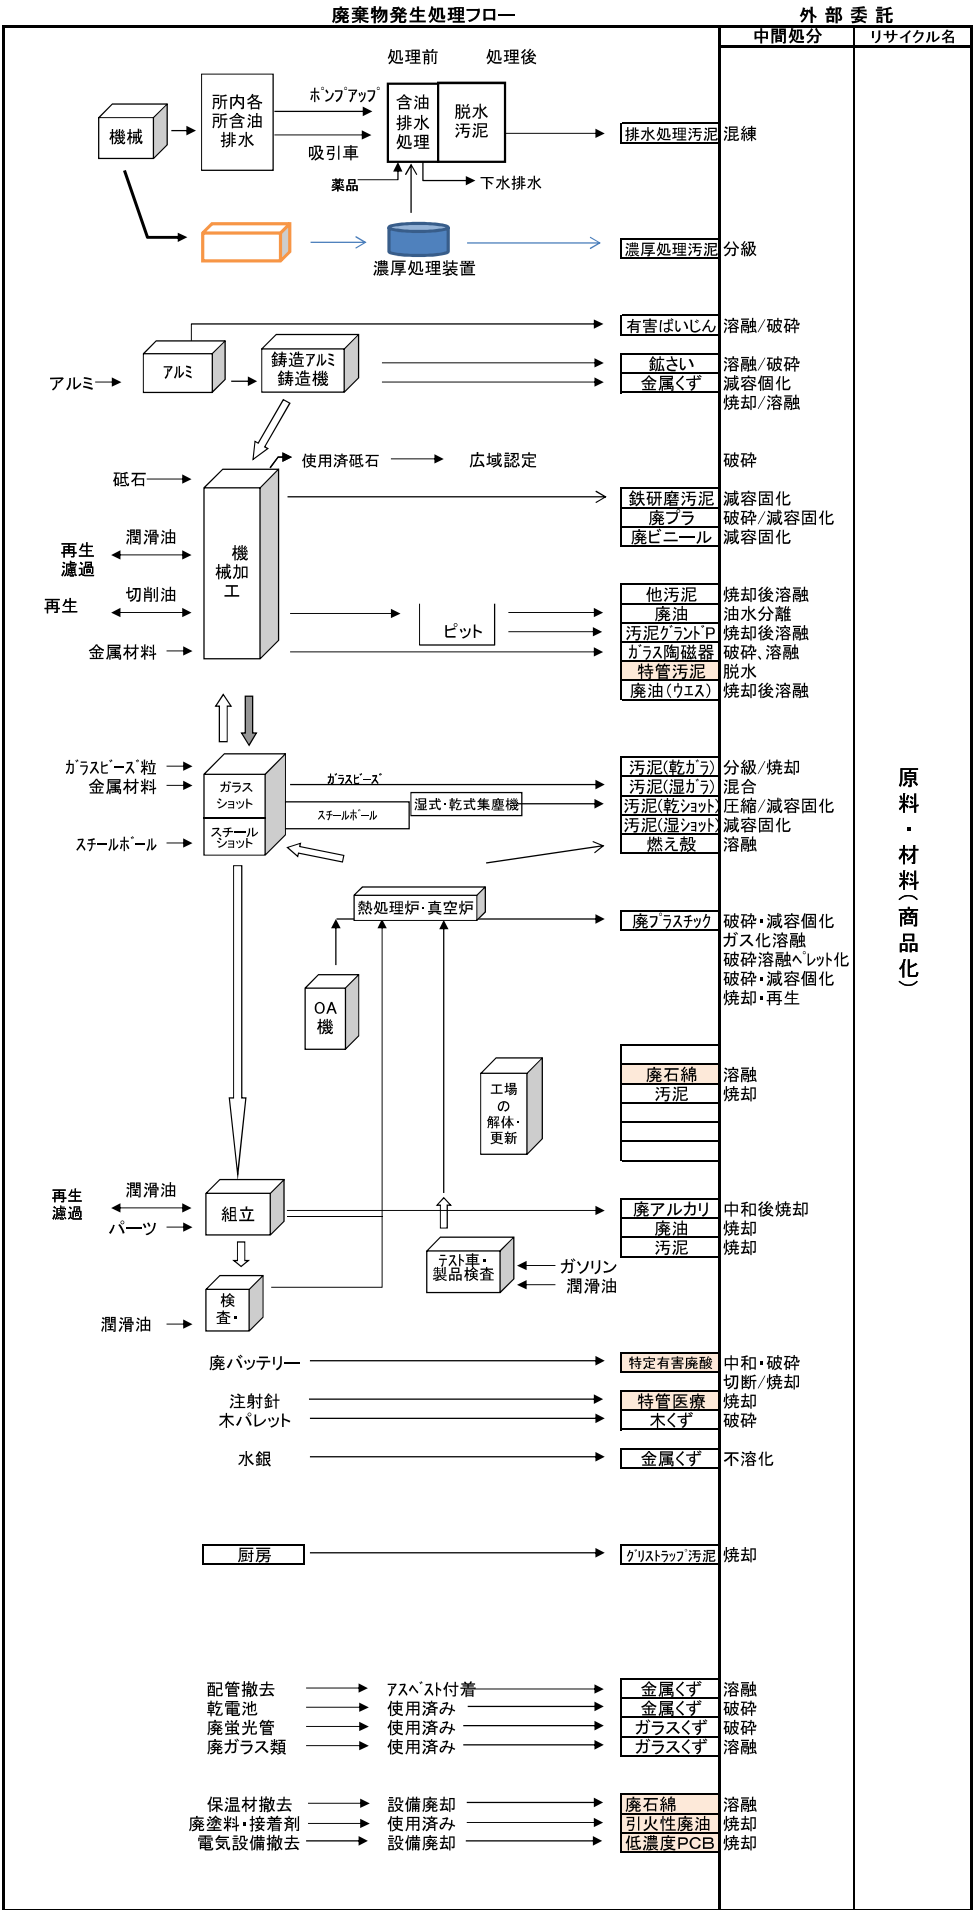 廃棄物発生処理フロー
外部委託
中間処分
リサイクル名
処理前
処理後
機械
所内各
所含油
排水
ポンプアップ
吸引車
含油
排水
処理
脱水
汚泥
薬品
下水排水
排水処理汚泥 混練
濃厚処理装置
濃厚処理汚泥 分級
有害ばいじん 溶融/破砕
アルミ
アルミ
鋳造アルミ
鋳造機
鉱さい 溶融/破砕
金属くず 減容個化
焼却/溶融
使用済砥石
広域認定
破砕
砥石
鉄研磨汚泥 減容固化
廃プラ 破砕/減容固化
廃ビニール 減容固化
潤滑油
再生
濾過
機
械加
工
切削油
再生
金属材料
ピット
他汚泥 焼却後溶融
廃油 油水分離
汚泥グランドP 焼却後溶融
ガラス陶磁器 破砕、溶融
特管汚泥 脱水
廃油(ウエス) 焼却後溶融
ガラスビーズ粒
金属材料
スチールボール
ガラス
ショット
スチール
ショット
ガラスビーズ
スチールボール
湿式・乾式集塵機
汚泥(乾ガラ) 分級/焼却
汚泥(湿ガラ) 混合
汚泥(乾ショット) 圧縮/減容固化
汚泥(湿ショット) 減容固化
燃え殻 溶融
原料・材料(商品化)
熱処理炉・真空炉
廃プラスチック 破砕・減容個化
ガス化溶融
破砕溶融ペレット化
破砕・減容個化
焼却・再生
OA
機
工場
の
解体・
更新
廃石綿 溶融
汚泥 焼却
潤滑油
再生
濾過
パーツ
組立
廃アルカリ 中和後焼却
廃油 焼却
汚泥 焼却
テスト車・
製品検査
ガソリン
潤滑油
検
査・
潤滑油
廃バッテリー
特定有害廃酸 中和・破砕
切断/焼却
注射針
特管医療 焼却
木パレット
木くず 破砕
水銀
金属くず 不溶化
厨房
グリストラップ汚泥 焼却
配管撤去 アスベスト付着 金属くず 溶融
乾電池 使用済み 金属くず 破砕
廃蛍光管 使用済み ガラスくず 破砕
廃ガラス類 使用済み ガラスくず 溶融
保温材撤去 設備廃却 廃石綿 溶融
廃塗料・接着剤 使用済み 引火性廃油 焼却
電気設備撤去 設備廃却 低濃度PCB 焼却